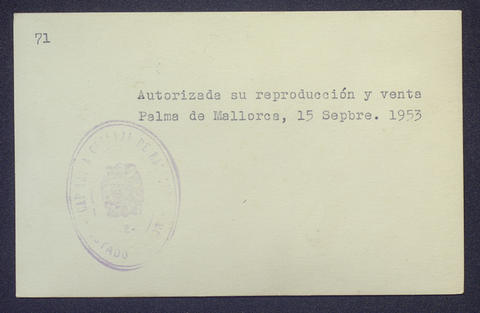 71
Autorizada su reproducción y venta
Palma de Mallorca, 15 Sepbre. 1953